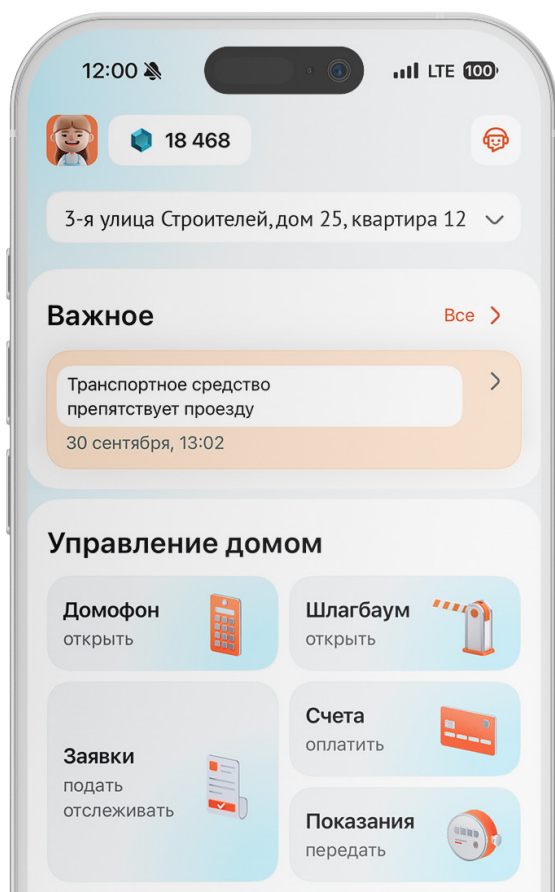 12:00 LTE 100
18 468
3-я улица Строителей, дом 25, квартира 12
Важное Все
Транспортное средство
препятствует проезду
30 сентября, 13:02
Управление домом
Домофон
открыть
Шлагбаум
открыть
Заявки
подать
отслеживать
Счета
оплатить
Показания
передать